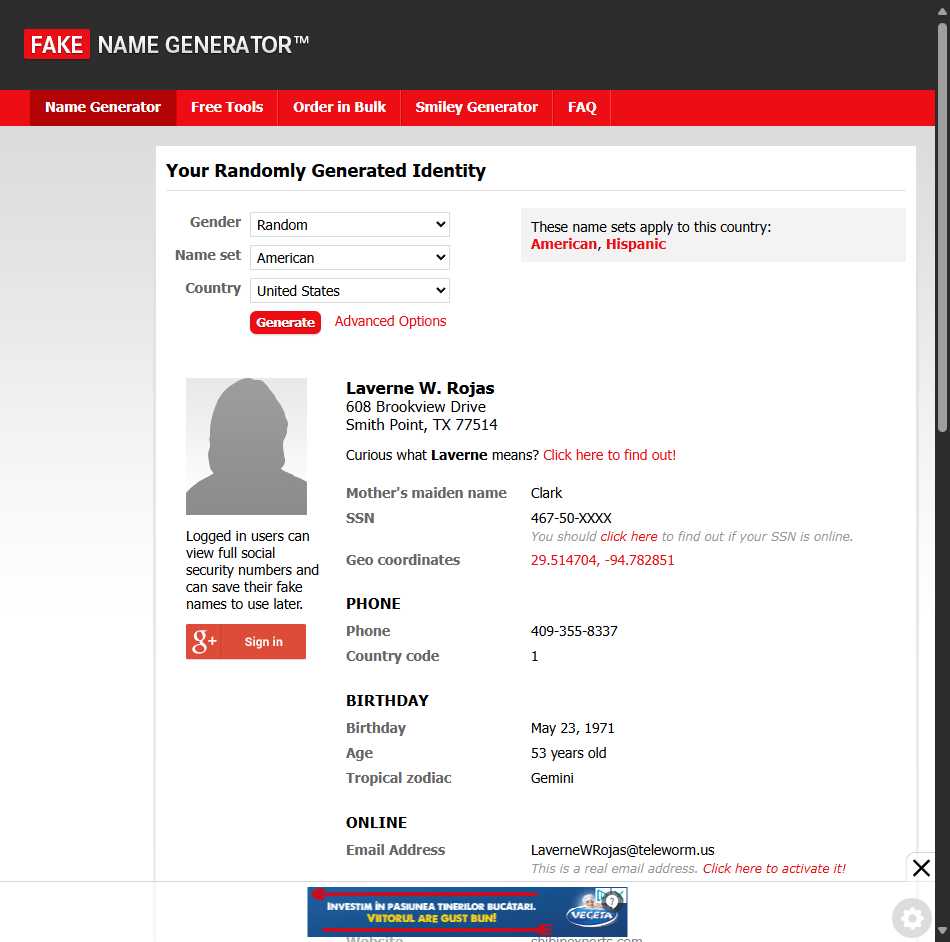 FAKE NAME GENERATOR™
Name Generator
Free Tools
Order in Bulk
Smiley Generator
FAQ
Your Randomly Generated Identity
Gender
Random
Name set
American
Country
United States
Generate
Advanced Options
These name sets apply to this country:
American, Hispanic
Logged in users can
view full social
security numbers and
can save their fake
names to use later.
g+ Sign in
Laverne W. Rojas
608 Brookview Drive
Smith Point, TX 77514
Curious what Laverne means? Click here to find out!
Mother's maiden name
Clark
SSN
467-50-XXXX
You should click here to find out if your SSN is online.
Geo coordinates
29.514704, -94.782851
PHONE
Phone
409-355-8337
Country code
1
BIRTHDAY
Birthday
May 23, 1971
Age
53 years old
Tropical zodiac
Gemini
ONLINE
Email Address
LaverneWRojas@teleworm.us
This is a real email address. Click here to activate it!
INVESTIM ÎN PASIUNEA TINERILOR BUCĂTARI.
VIITORUL ARE GUST BUN!
VEGETA
?
Website